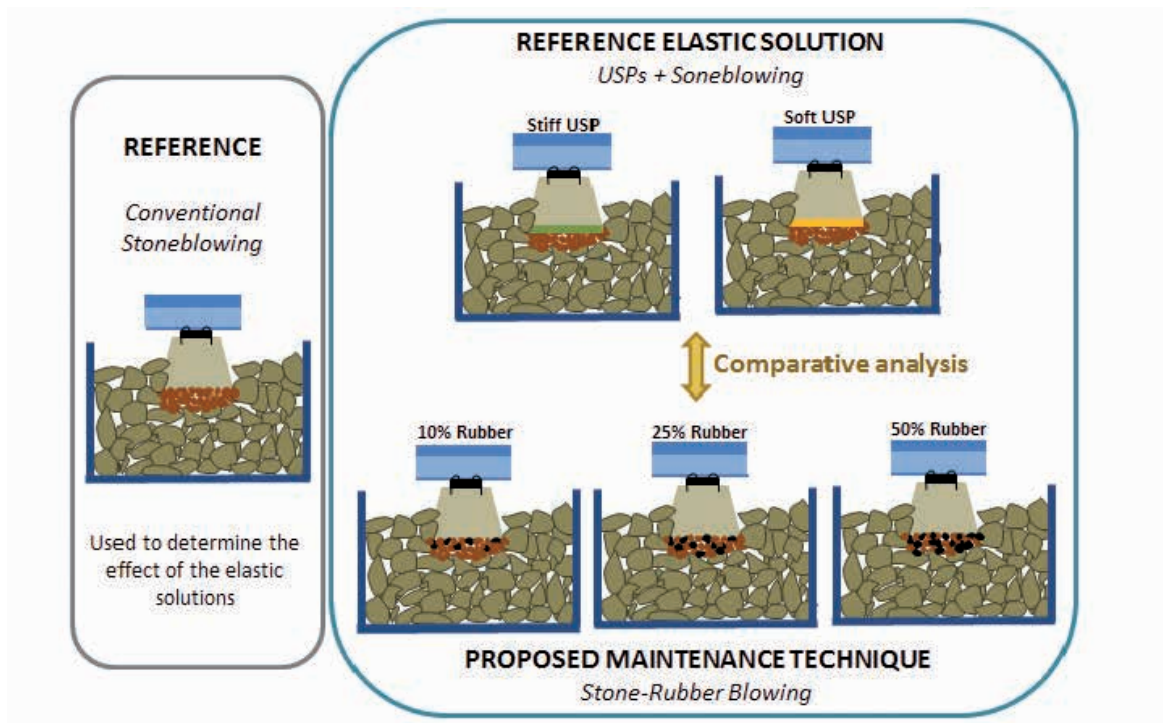 REFERENCE
Conventional
Stoneblowing
Used to determine the
effect of the elastic
solutions
REFERENCE ELASTIC SOLUTION
USPs + Soneblowing
Stiff USP
Soft USP
Comparative analysis
10% Rubber
25% Rubber
50% Rubber
PROPOSED MAINTENANCE TECHNIQUE
Stone-Rubber Blowing